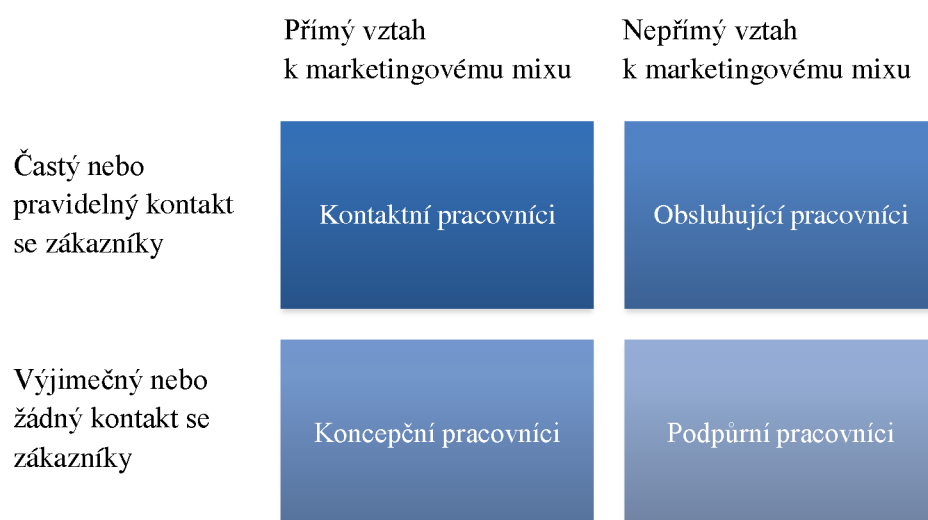 Přímý vztah
k marketingovému mixu
Nepřímý vztah
k marketingovému mixu
Častý nebo
pravidelný kontakt
se zákazníky
Kontaktní pracovníci
Obsluhující pracovníci
Výjimečný nebo
žádný kontakt se
zákazníky
Koncepční pracovníci
Podpůrní pracovníci